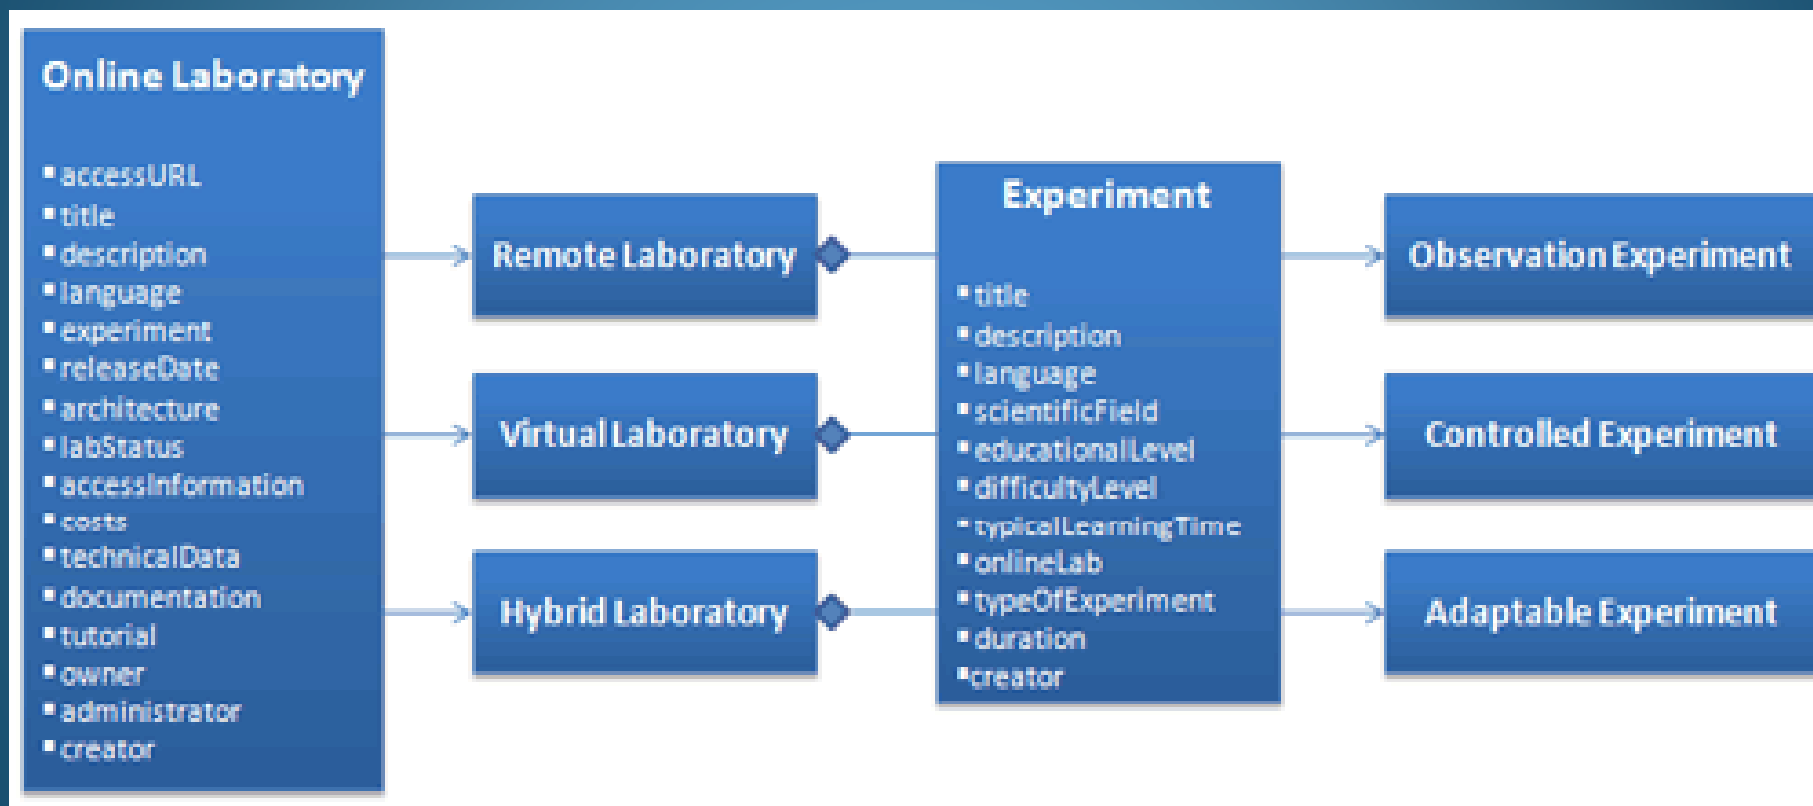 Online Laboratory
▪ accessURL
▪ title
▪ description
▪ language
▪ experiment
▪ releaseDate
▪ architecture
▪ labStatus
▪ accessInformation
▪ costs
▪ technicalData
▪ documentation
▪ tutorial
▪ owner
▪ administrator
▪ creator
Remote Laboratory
Virtual Laboratory
Hybrid Laboratory
Experiment
▪ title
▪ description
▪ language
▪ scientificField
▪ educationalLevel
▪ difficultyLevel
▪ typicalLearningTime
▪ onlineLab
▪ typeOfExperiment
▪ duration
▪ creator
Observation Experiment
Controlled Experiment
Adaptable Experiment